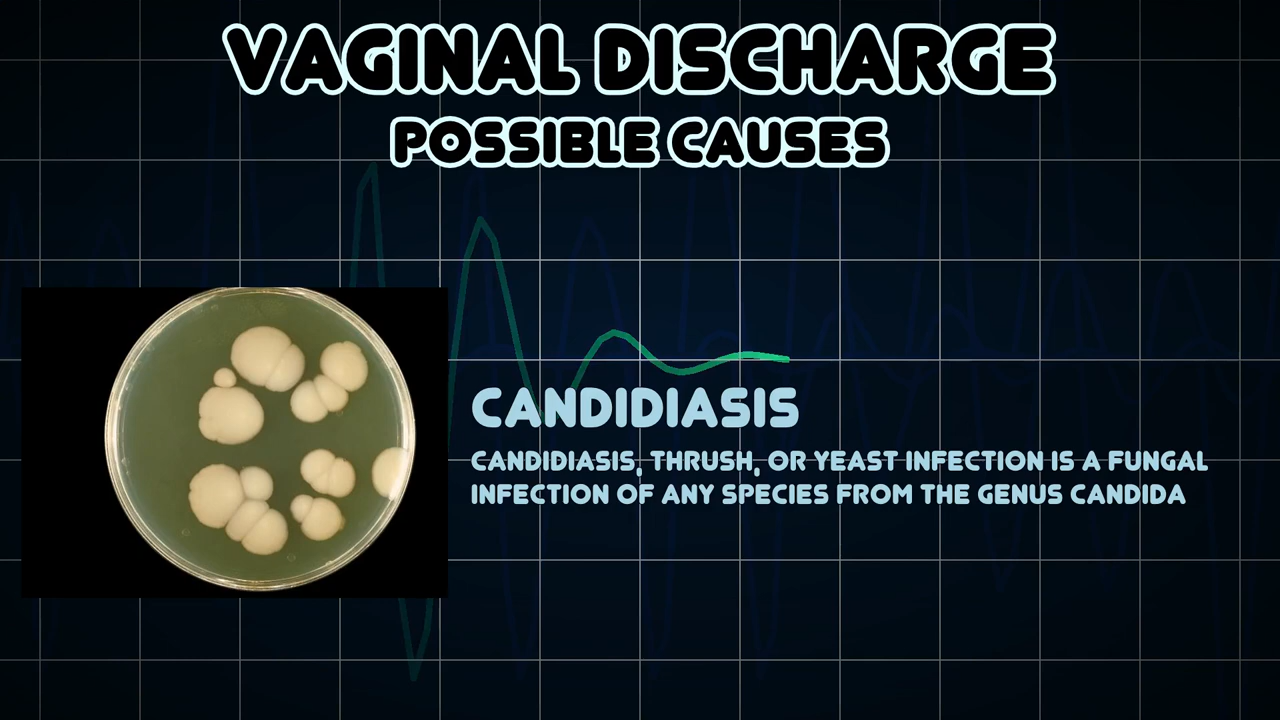 VAGINAL DISCHARGE
POSSIBLE CAUSES
CANDIDIASIS
CANDIDIASIS, THRUSH, OR YEAST INFECTION IS A FUNGAL
INFECTION OF ANY SPECIES FROM THE GENUS CANDIDA